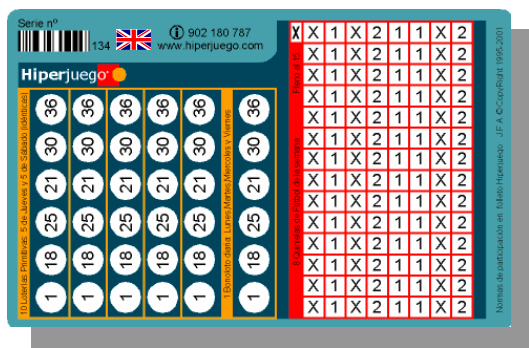 Serie nº
134
902 180 787
www.hiperjuego.com
Hiperjuego
10 Loterías Primitivas: 5 de Jueves y 5 de Sábado (idénticas)
36 36 36 36 36
30 30 30 30 30
21 21 21 21 21
25 25 25 25 25
18 18 18 18 18
1 1 1 1 1
1 Bonoloto diaria: Lunes,Martes,Miercoles y Viernes
36
30
21
25
18
1
X
Pleno al 15
X 1 X 2 1 1 X 2
X 1 X 2 1 1 X 2
X 1 X 2 1 1 X 2
X 1 X 2 1 1 X 2
X 1 X 2 1 1 X 2
X 1 X 2 1 1 X 2
X 1 X 2 1 1 X 2
X 1 X 2 1 1 X 2
X 1 X 2 1 1 X 2
X 1 X 2 1 1 X 2
X 1 X 2 1 1 X 2
X 1 X 2 1 1 X 2
X 1 X 2 1 1 X 2
X 1 X 2 1 1 X 2
Normas de participación en: folleto Hiperjuego J.F. A ©CopyRight 1995-2001